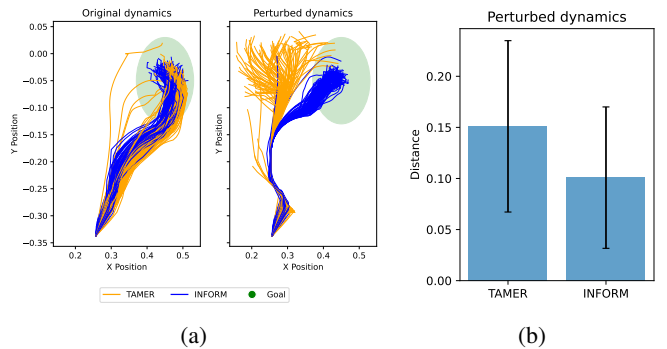 Original dynamics
Perturbed dynamics
0.00
−0.05
−0.10
−0.15
−0.20
−0.25
−0.30
−0.35
Y Position
Y Position
0.2 0.3 0.4 0.5
0.2 0.3 0.4 0.5
X Position
X Position
TAMER INFORM Goal
(a)
Perturbed dynamics
0.20
0.15
0.10
0.05
0.00
Distance
TAMER INFORM
(b)